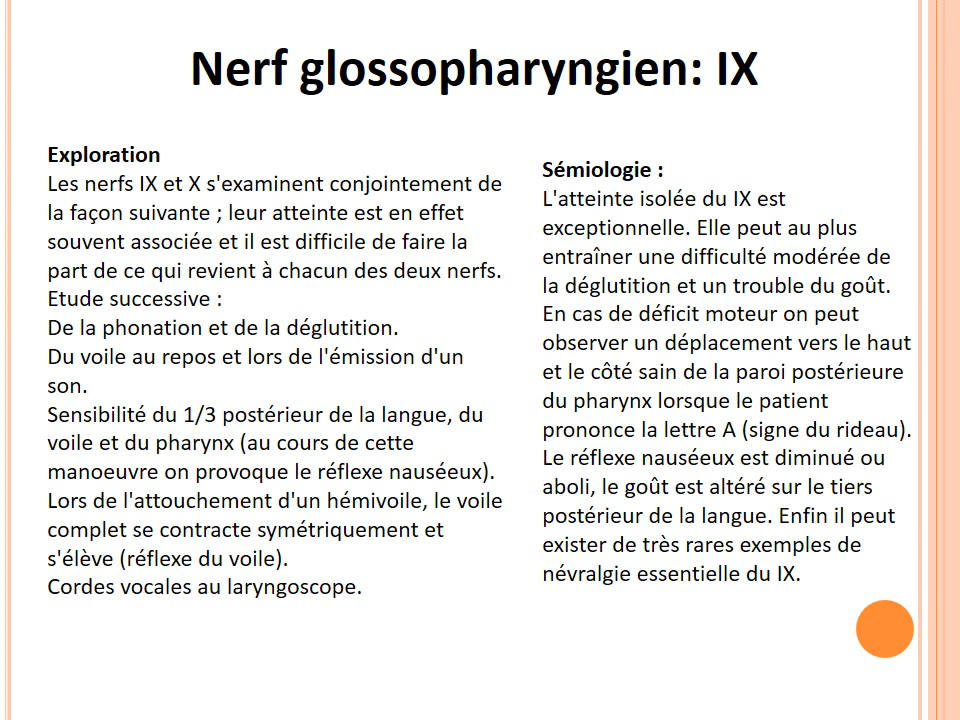 Nerf glossopharyngien: IX
Exploration
Les nerfs IX et X s'examinent conjointement de
la façon suivante ; leur atteinte est en effet
souvent associée et il est difficile de faire la
part de ce qui revient à chacun des deux nerfs.
Etude successive :
De la phonation et de la déglutition.
Du voile au repos et lors de l'émission d'un
son.
Sensibilité du 1/3 postérieur de la langue, du
voile et du pharynx (au cours de cette
manoeuvre on provoque le réflexe nauséeux).
Lors de l'attouchement d'un hémivoile, le voile
complet se contracte symétriquement et
s'élève (réflexe du voile).
Cordes vocales au laryngoscope.
Sémiologie :
L'atteinte isolée du IX est
exceptionnelle. Elle peut au plus
entraîner une difficulté modérée de
la déglutition et un trouble du goût.
En cas de déficit moteur on peut
observer un déplacement vers le haut
et le côté sain de la paroi postérieure
du pharynx lorsque le patient
prononce la lettre A (signe du rideau).
Le réflexe nauséeux est diminué ou
aboli, le goût est altéré sur le tiers
postérieur de la langue. Enfin il peut
exister de très rares exemples de
névralgie essentielle du IX.